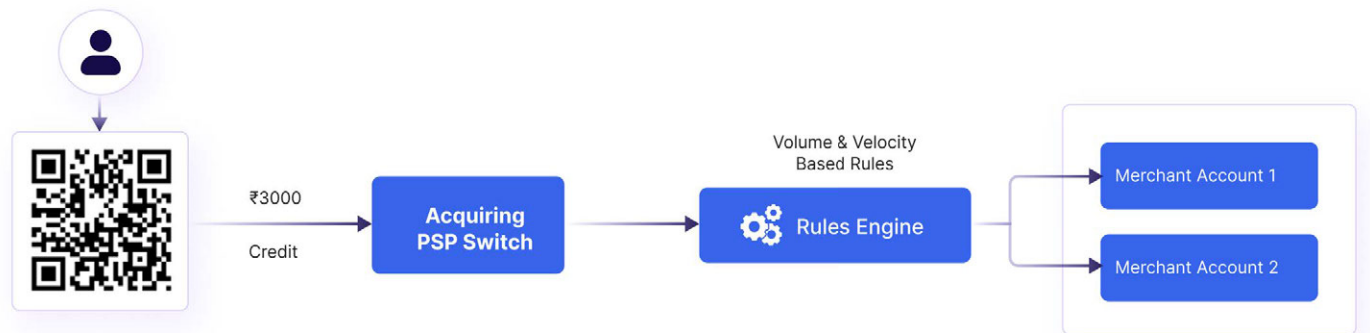 ₹3000
Credit
Acquiring
PSP Switch
Volume & Velocity
Based Rules
Rules Engine
Merchant Account 1
Merchant Account 2